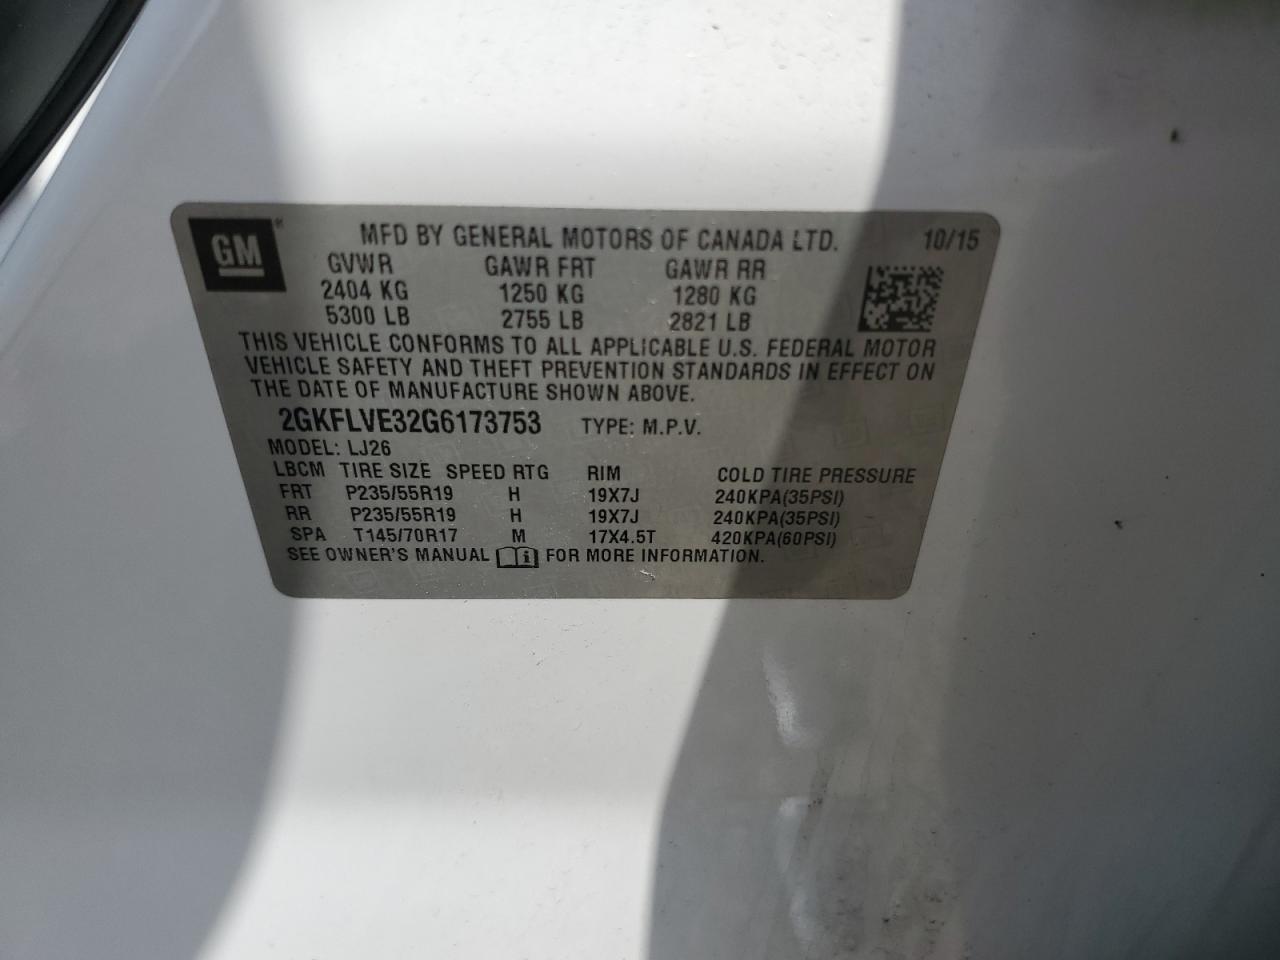 GM MFD BY GENERAL MOTORS OF CANADA LTD. 10/15
GVWR GAWR FRT GAWR RR
2404 KG 1250 KG 1280 KG
5300 LB 2755 LB 2821 LB
THIS VEHICLE CONFORMS TO ALL APPLICABLE U.S. FEDERAL MOTOR
VEHICLE SAFETY AND THEFT PREVENTION STANDARDS IN EFFECT ON
THE DATE OF MANUFACTURE SHOWN ABOVE.
2GKFLVE32G6173753 TYPE: M.P.V.
MODEL: LJ26
LBCM TIRE SIZE SPEED RTG RIM COLD TIRE PRESSURE
FRT P235/55R19 H 19X7J 240KPA(35PSI)
RR P235/55R19 H 19X7J 240KPA(35PSI)
SPA T145/70R17 M 17X4.5T 420KPA(60PSI)
SEE OWNER'S MANUAL i FOR MORE INFORMATION.